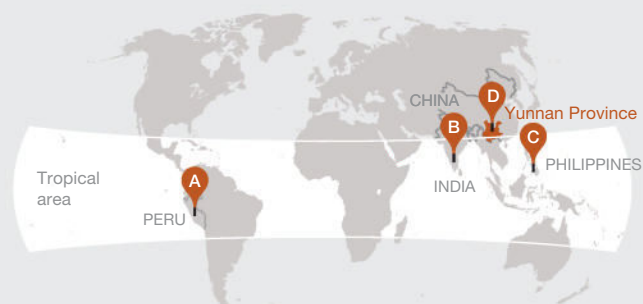 D
CHINA
Yunnan Province
B
C
PHILIPPINES
INDIA
Tropical
area
A
PERU